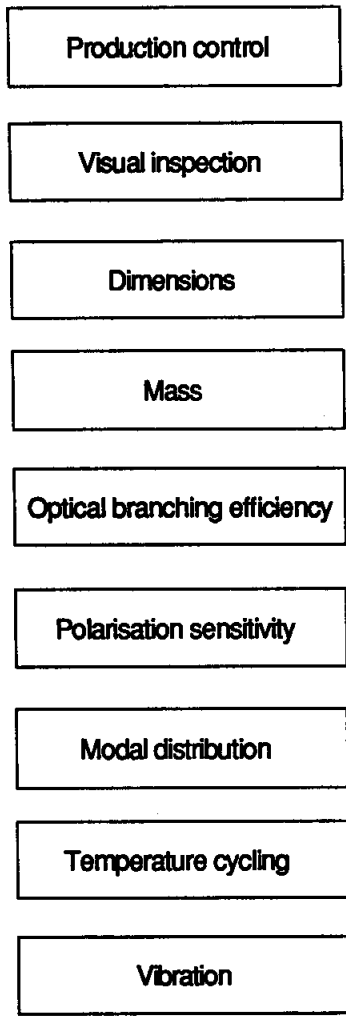 Production control
Visual inspection
Dimensions
Mass
Optical branching efficiency
Polarisation sensitivity
Modal distribution
Temperature cycling
Vibration